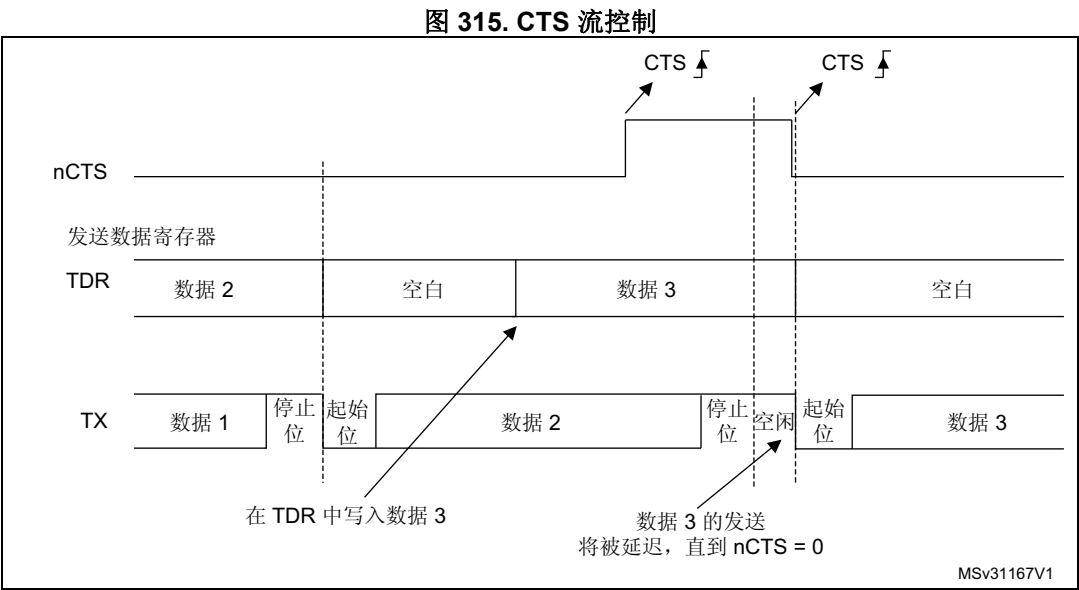 图 315. CTS 流控制
CTS
CTS
nCTS
发送数据寄存器
TDR
数据 2
空白
数据 3
空白
TX
数据 1
停止
位
起始
位
数据 2
停止
位
空闲
起始
位
数据 3
在 TDR 中写入数据 3
数据 3 的发送
将被延迟，直到 nCTS = 0
MSv31167V1